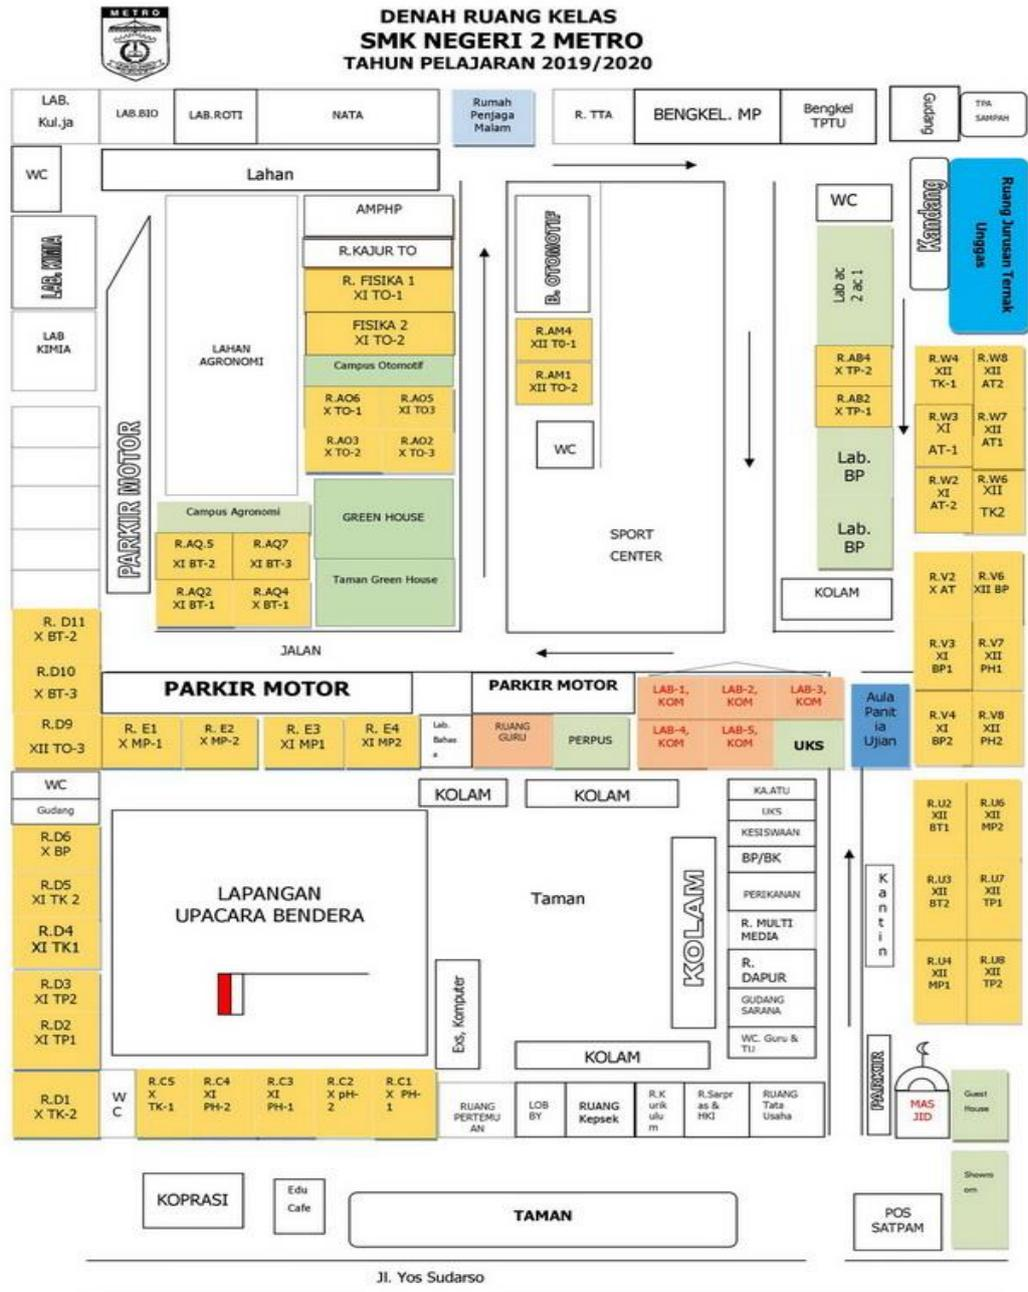 METRO
DENAH RUANG KELAS
SMK NEGERI 2 METRO
TAHUN PELAJARAN 2019/2020
LAB.
Kul.ja
LAB.BIO
LAB.ROTI
NATA
Rumah
Penjaga
Malam
R. TTA
BENGKEL. MP
Bengkel
TPTU
Gudang
TPA
SAMPAH
WC
Lahan
WC
Kandang
Ruang Jurusan Ternak
Unggas
LAB. KIMIA
LAB
KIMIA
PARKIR MOTOR
LAHAN
AGRONOMI
AMPHP
R.KAJUR TO
R. FISIKA 1
XI TO-1
FISIKA 2
XI TO-2
Campus Otomotif
R.AO6
X TO-1
R.AO5
XI TO3
R.AO3
X TO-2
R.AO2
X TO-3
B. OTOMOTIF
R.AM4
XII T0-1
R.AM1
XII TO-2
WC
SPORT
CENTER
Lab ac
2 ac 1
R.AB4
X TP-2
R.AB2
X TP-1
Lab.
BP
Lab.
BP
KOLAM
R.W4
XII
TK-1
R.W8
XII
AT2
R.W3
XI
AT-1
R.W7
XII
AT1
R.W2
XI
AT-2
R.W6
XII
TK2
Campus Agronomi
R.AQ.5
XI BT-2
R.AQ7
XI BT-3
R.AQ2
XI BT-1
R.AQ4
X BT-1
GREEN HOUSE
Taman Green House
R.V2
X AT
R.V6
XII BP
R.V3
XI
BP1
R.V7
XII
PH1
R.V4
XI
BP2
R.V8
XII
PH2
R. D11
X BT-2
R.D10
X BT-3
R.D9
XII TO-3
JALAN
PARKIR MOTOR
PARKIR MOTOR
LAB-1,
KOM
LAB-2,
KOM
LAB-3,
KOM
R. E1
X MP-1
R. E2
X MP-2
R. E3
XI MP1
R. E4
XI MP2
Lab.
Bahas
a
RUANG
GURU
PERPUS
LAB-4,
KOM
LAB-5,
KOM
UKS
Aula
Panit
ia
Ujian
WC
Gudang
R.D6
X BP
R.D5
XI TK 2
R.D4
XI TK1
R.D3
XI TP2
R.D2
XI TP1
R.D1
X TK-2
LAPANGAN
UPACARA BENDERA
KOLAM
KOLAM
Taman
KOLAM
Exs, Komputer
KOLAM
KA.ATU
UKS
KESISWAAN
BP/BK
PERIKANAN
R. MULTI
MEDIA
R.
DAPUR
GUDANG
SARANA
WC. Guru &
TU
Kantin
R.U2
XII
BT1
R.U6
XII
MP2
R.U3
XII
BT2
R.U7
XII
TP1
R.U4
XII
MP1
R.U8
XII
TP2
W
C
R.C5
X
TK-1
R.C4
XI
PH-2
R.C3
XI
PH-1
R.C2
X pH-
2
R.C1
X PH-
1
RUANG
PERTEMU
AN
LOB
BY
RUANG
Kepsek
R.K
urik
ulu
m
R.Sarpr
as &
HKI
RUANG
Tata
Usaha
PARKIR
MAS
JID
Guest
House
KOPRASI
Edu
Cafe
TAMAN
POS
SATPAM
Showro
om
Jl. Yos Sudarso